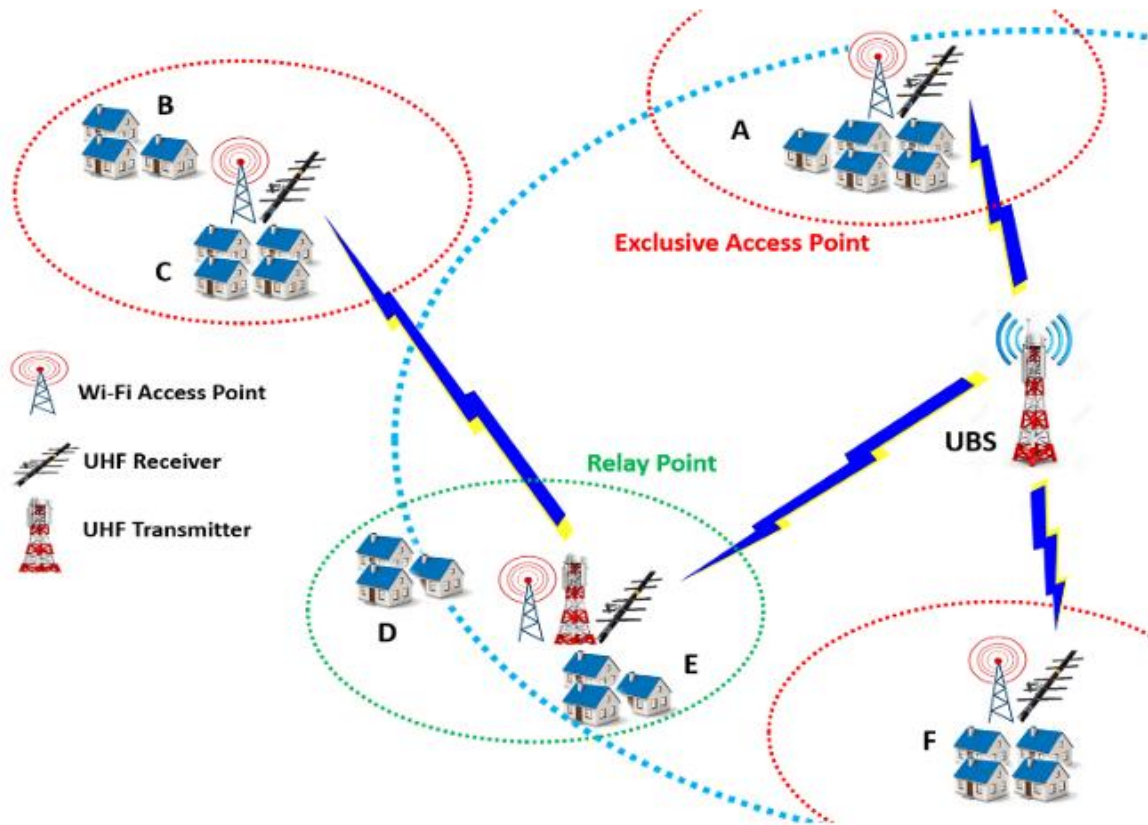 B
A
C
Exclusive Access Point
Wi-Fi Access Point
UBS
UHF Receiver
Relay Point
UHF Transmitter
D
E
F